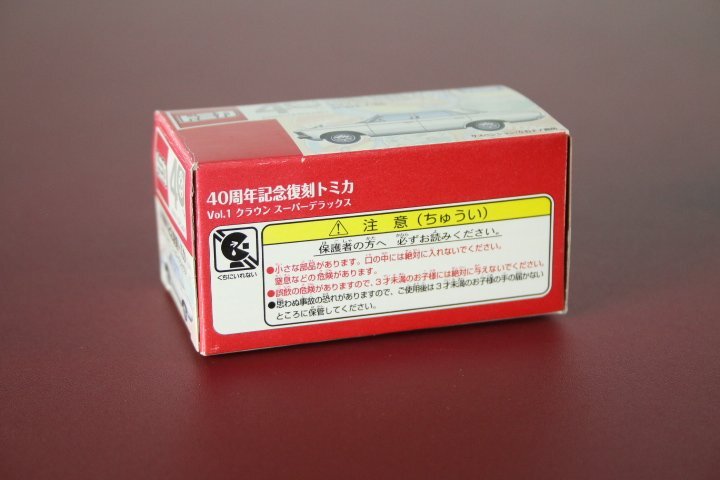 トミカ
40周年記念復刻トミカ
Vol.1 クラウン スーパーデラックス
注 意(ちゅうい)
保護者の方へ 必ずお読みください。
くちにいれない
●小さな部品があります。口の中には絶対に入れないでください。
窒息などの危険があります。
●誤飲の危険がありますので、3才未満のお子様には絶対に与えないでください。
●思わぬ事故の恐れがありますので、ご使用後は3才未満のお子様の手の届かない
ところに保管してください。